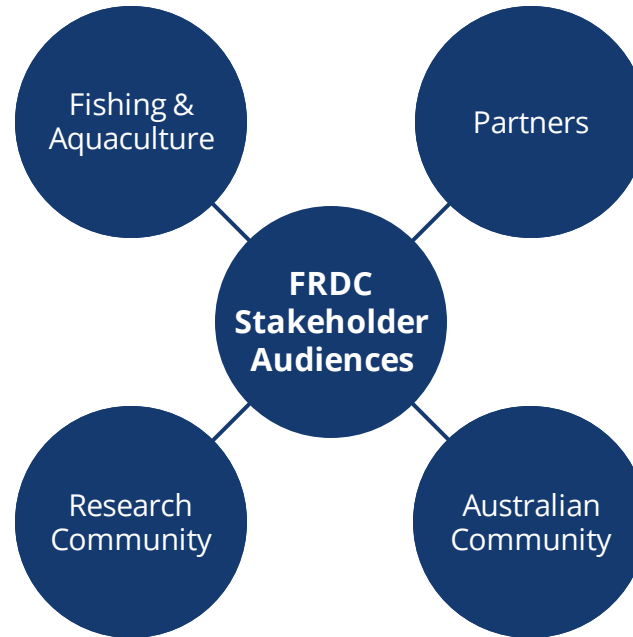 Fishing &
Aquaculture
Partners
FRDC
Stakeholder
Audiences
Research
Community
Australian
Community